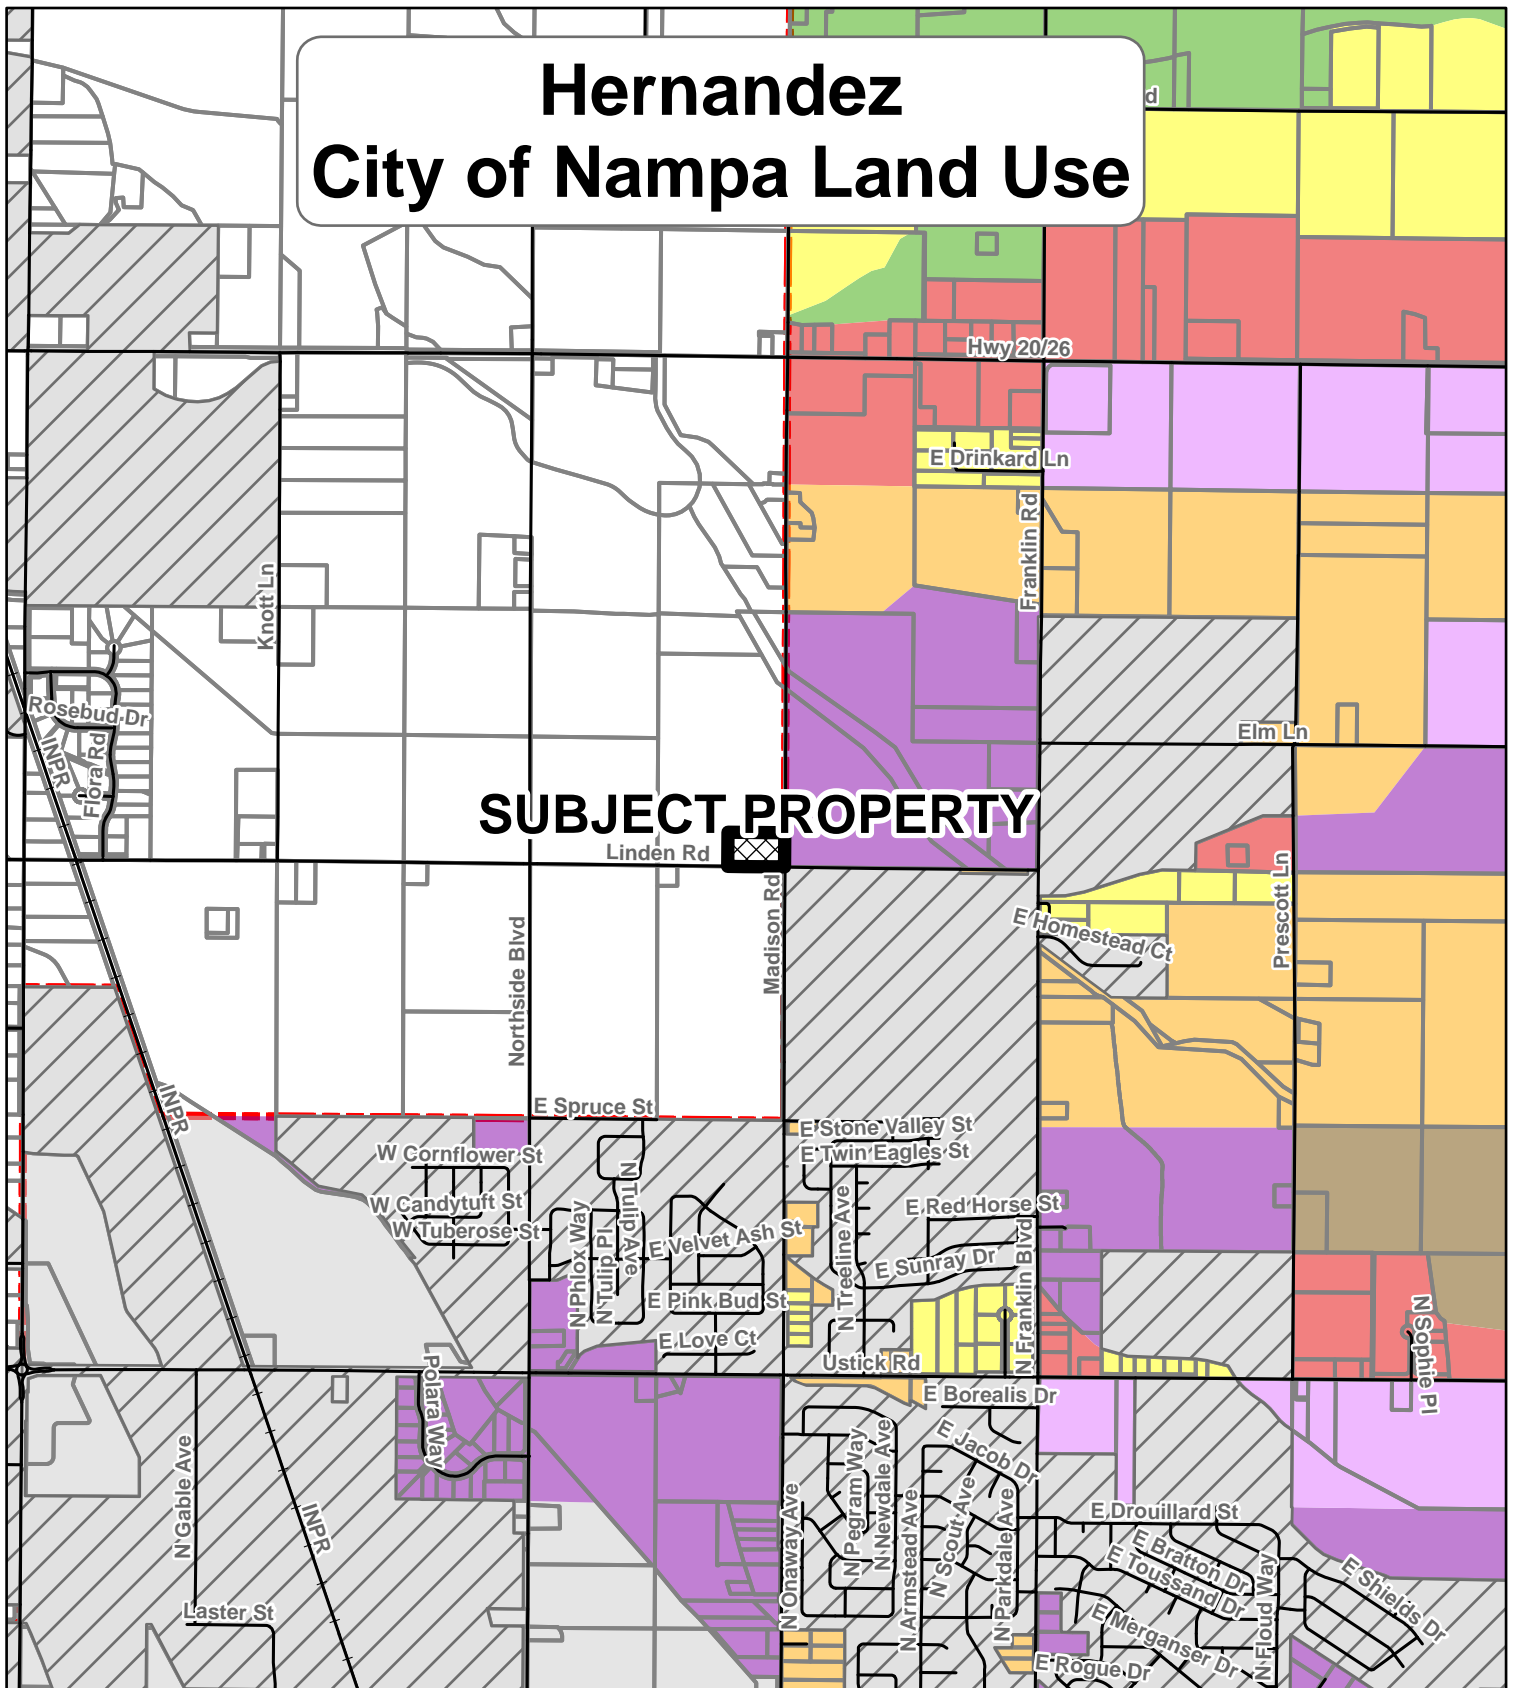 Hernandez
City of Nampa Land Use
d
Hwy 20/26
E Drinkard Ln
Franklin Rd
Knott Ln
Rosebud Dr
INPR
Flora Rd
Elm Ln
SUBJECT PROPERTY
Linden Rd
Madison Rd
Northside Blvd
Prescott Ln
E Homestead Ct
INPR
E Spruce St
E Stone Valley St
E Twin Eagles St
W Cornflower St
W Candytuft St
W Tuberose St
N Phlox Way
N Tulip Pl
N Tulip Ave
E Velvet Ash St
E Pink Bud St
E Love Ct
N Treeline Ave
E Red Horse St
E Sunray Dr
N Franklin Blvd
Ustick Rd
N Sophie Pl
Polara Way
E Borealis Dr
E Jacob Dr
N Gable Ave
INPR
Laster St
N Onaway Ave
N Pegram Way
N Newdale Ave
N Armstead Ave
N Scout Ave
N Parkdale Ave
E Drouillard St
E Bratton Dr
E Toussand Dr
E Merganser Dr
E Rogue Dr
N Floud Way
E Shields Dr